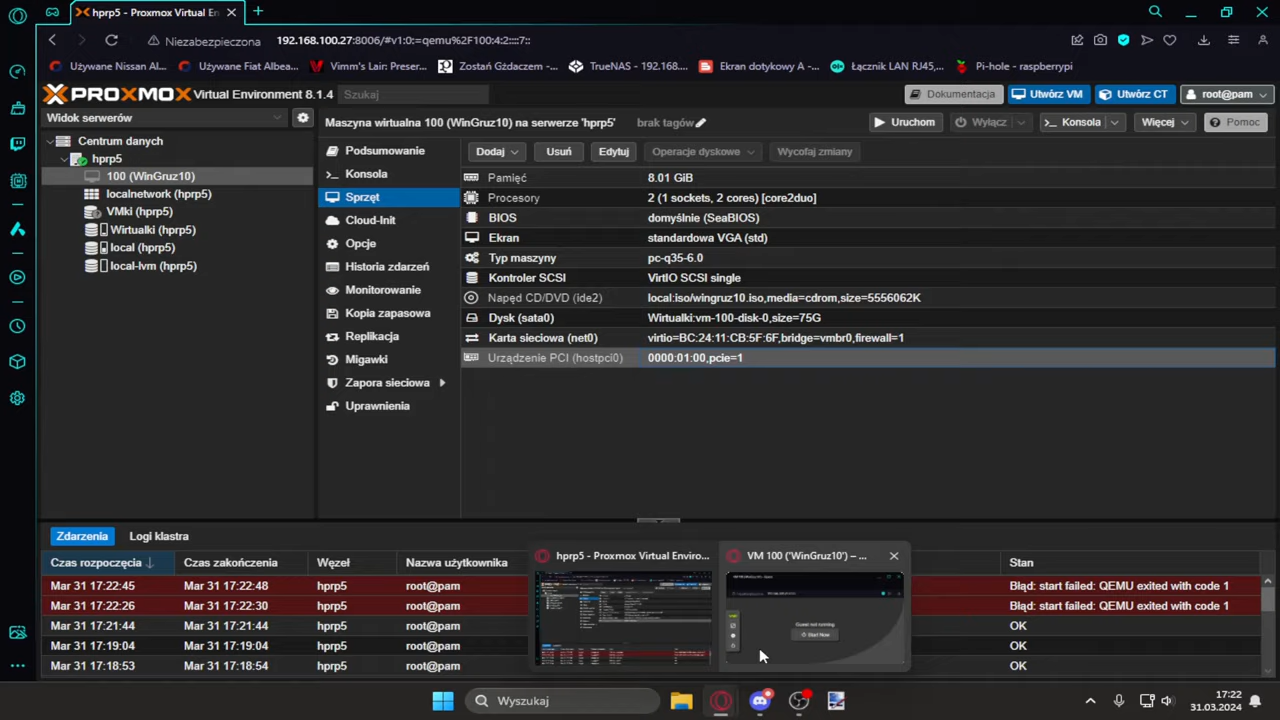 hprp5 - Proxmox Virtual En
Niezabezpieczona
192.168.100.27:8006/#v1:0:=qemu%2F100:4:2::::7::
Używane Nissan Al...
Używane Fiat Albea...
Vimm's Lair: Preser...
Zostań Gżdaczem -...
TrueNAS - 192.168....
Ekran dotykowy A -...
Łącznik LAN RJ45,...
Pi-hole - raspberrypi
PROXMOX Virtual Environment 8.1.4
Szukaj
Dokumentacja
Utwórz VM
Utwórz CT
root@pam
Widok serwerów
Centrum danych
hprp5
100 (WinGruz10)
localnetwork (hprp5)
VMki (hprp5)
Wirtualki (hprp5)
local (hprp5)
local-lvm (hprp5)
Maszyna wirtualna 100 (WinGruz10) na serwerze 'hprp5'
brak tagów
Uruchom
Wyłącz
Konsola
Więcej
Pomoc
Podsumowanie
Konsola
Sprzęt
Cloud-Init
Opcje
Historia zdarzeń
Monitorowanie
Kopia zapasowa
Replikacja
Migawki
Zapora sieciowa
Uprawnienia
Dodaj
Usuń
Edytuj
Operacje dyskowe
Wycofaj zmiany
Pamięć 8.01 GiB
Procesory 2 (1 sockets, 2 cores) [core2duo]
BIOS domyślnie (SeaBIOS)
Ekran standardowa VGA (std)
Typ maszyny pc-q35-6.0
Kontroler SCSI VirtIO SCSI single
Napęd CD/DVD (ide2) local:iso/wingruz10.iso,media=cdrom,size=5556062K
Dysk (sata0) Wirtualki:vm-100-disk-0,size=75G
Karta sieciowa (net0) virtio=BC:24:11:CB:5F:6F,bridge=vmbr0,firewall=1
Urządzenie PCI (hostpci0) 0000:01:00,pcie=1
Zdarzenia
Logi klastra
Czas rozpoczęcia
Czas zakończenia
Węzeł
Nazwa użytkownika
Stan
Mar 31 17:22:45 Mar 31 17:22:48 hprp5 root@pam Błąd: start failed: QEMU exited with code 1
Mar 31 17:22:26 Mar 31 17:22:30 hprp5 root@pam start failed: QEMU exited with code 1
Mar 31 17:21:44 Mar 31 17:21:44 hprp5 root@pam OK
Mar 31 17:19:04 Mar 31 17:19:04 hprp5 root@pam OK
Mar 31 17:18:53 Mar 31 17:18:54 hprp5 root@pam OK
hprp5 - Proxmox Virtual Enviro...
VM 100 ('WinGruz10') – ...
Guest not running
Start Now
Wyszukaj
17:22
31.03.2024